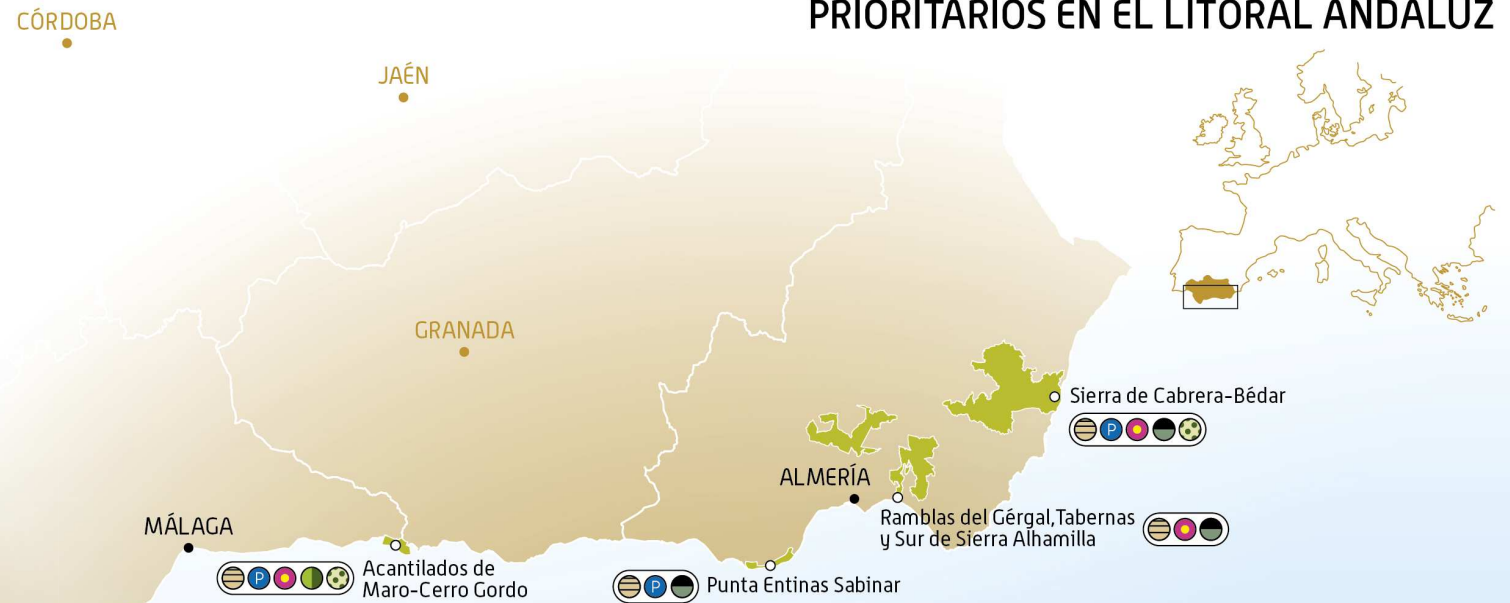 PRIORITARIOS EN EL LITORAL ANDALUZ
CÓRDOBA
JAÉN
GRANADA
Sierra de Cabrera-Bédar
P
ALMERÍA
Ramblas del Gérgal,Tabernas
y Sur de Sierra Alhamilla
MÁLAGA
P
Acantilados de
Maro-Cerro Gordo
P
Punta Entinas Sabinar